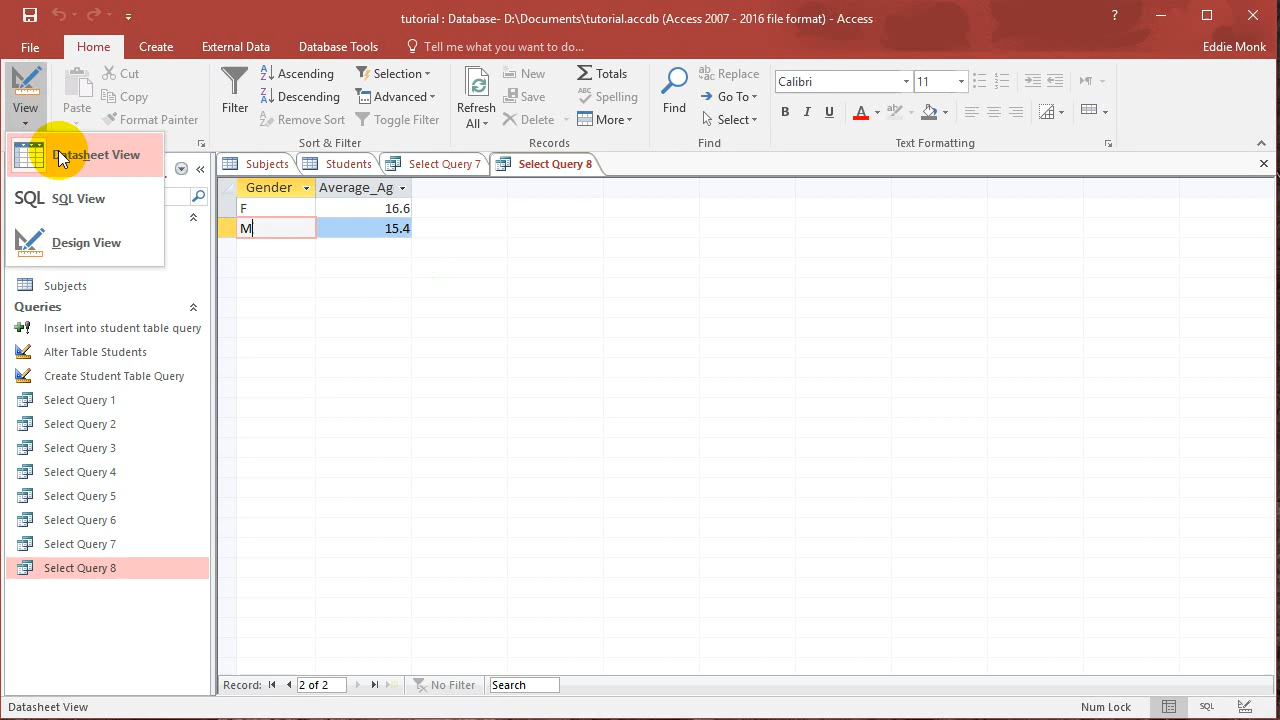 tutorial : Database- D:\Documents\tutorial.accdb (Access 2007 - 2016 file format) - Access
?
File Home Create External Data Database Tools Tell me what you want to do... Eddie Monk
View
Paste
Cut
Copy
Format Painter
Filter
Ascending
Descending
Sort
Selection
Advanced
Toggle Filter
Sort & Filter
Refresh
All
New
Save
Delete
Totals
Spelling
More
Records
Find
Replace
Go To
Select
Find
Calibri 11
B I U A
Text Formatting
Datasheet View
SQL SQL View
Design View
Subjects
Queries
Insert into student table query
Alter Table Students
Create Student Table Query
Select Query 1
Select Query 2
Select Query 3
Select Query 4
Select Query 5
Select Query 6
Select Query 7
Select Query 8
Subjects Students Select Query 7 Select Query 8
Gender Average_Ag
F 16.6
M 15.4
Record: 2 of 2 No Filter Search
Datasheet View Num Lock SQL